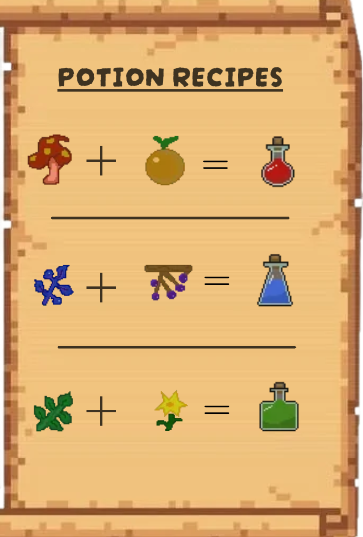 POTION RECIPES
+ =
+ =
+ =